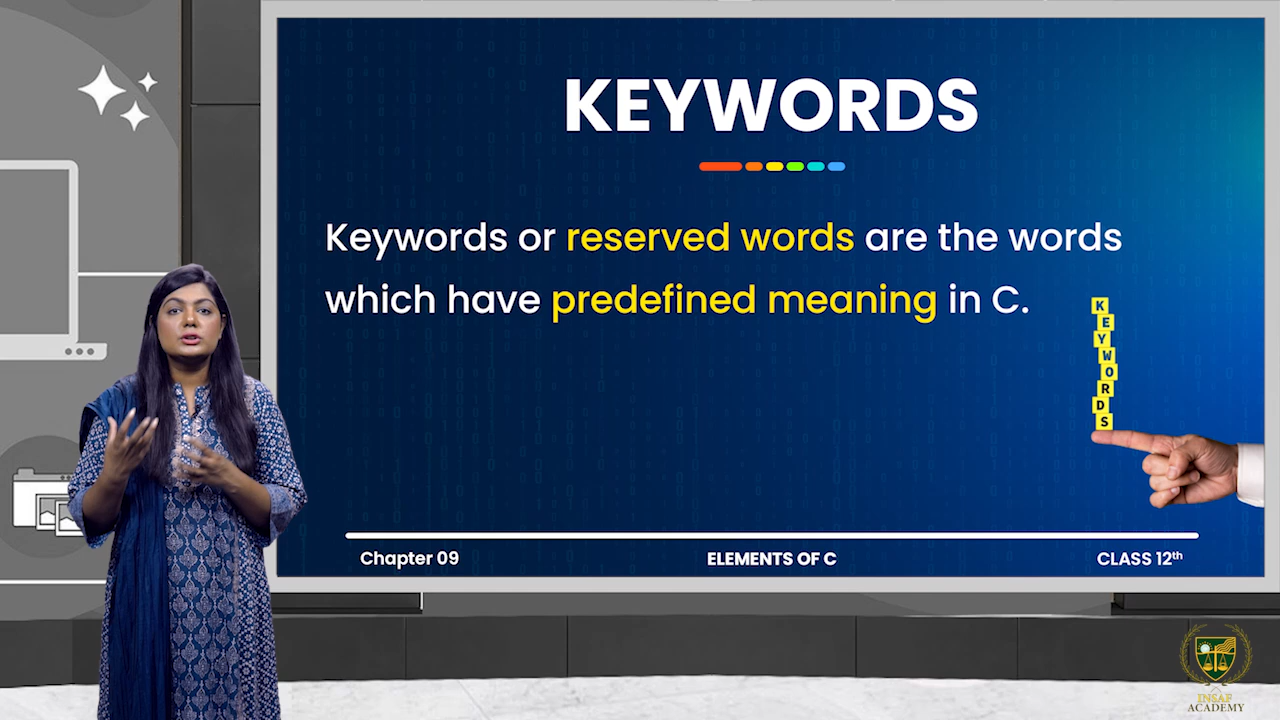 KEYWORDS
Keywords or reserved words are the words
which have predefined meaning in C.
KEYWORDS
Chapter 09
ELEMENTS OF C
CLASS 12th
INSAF
ACADEMY